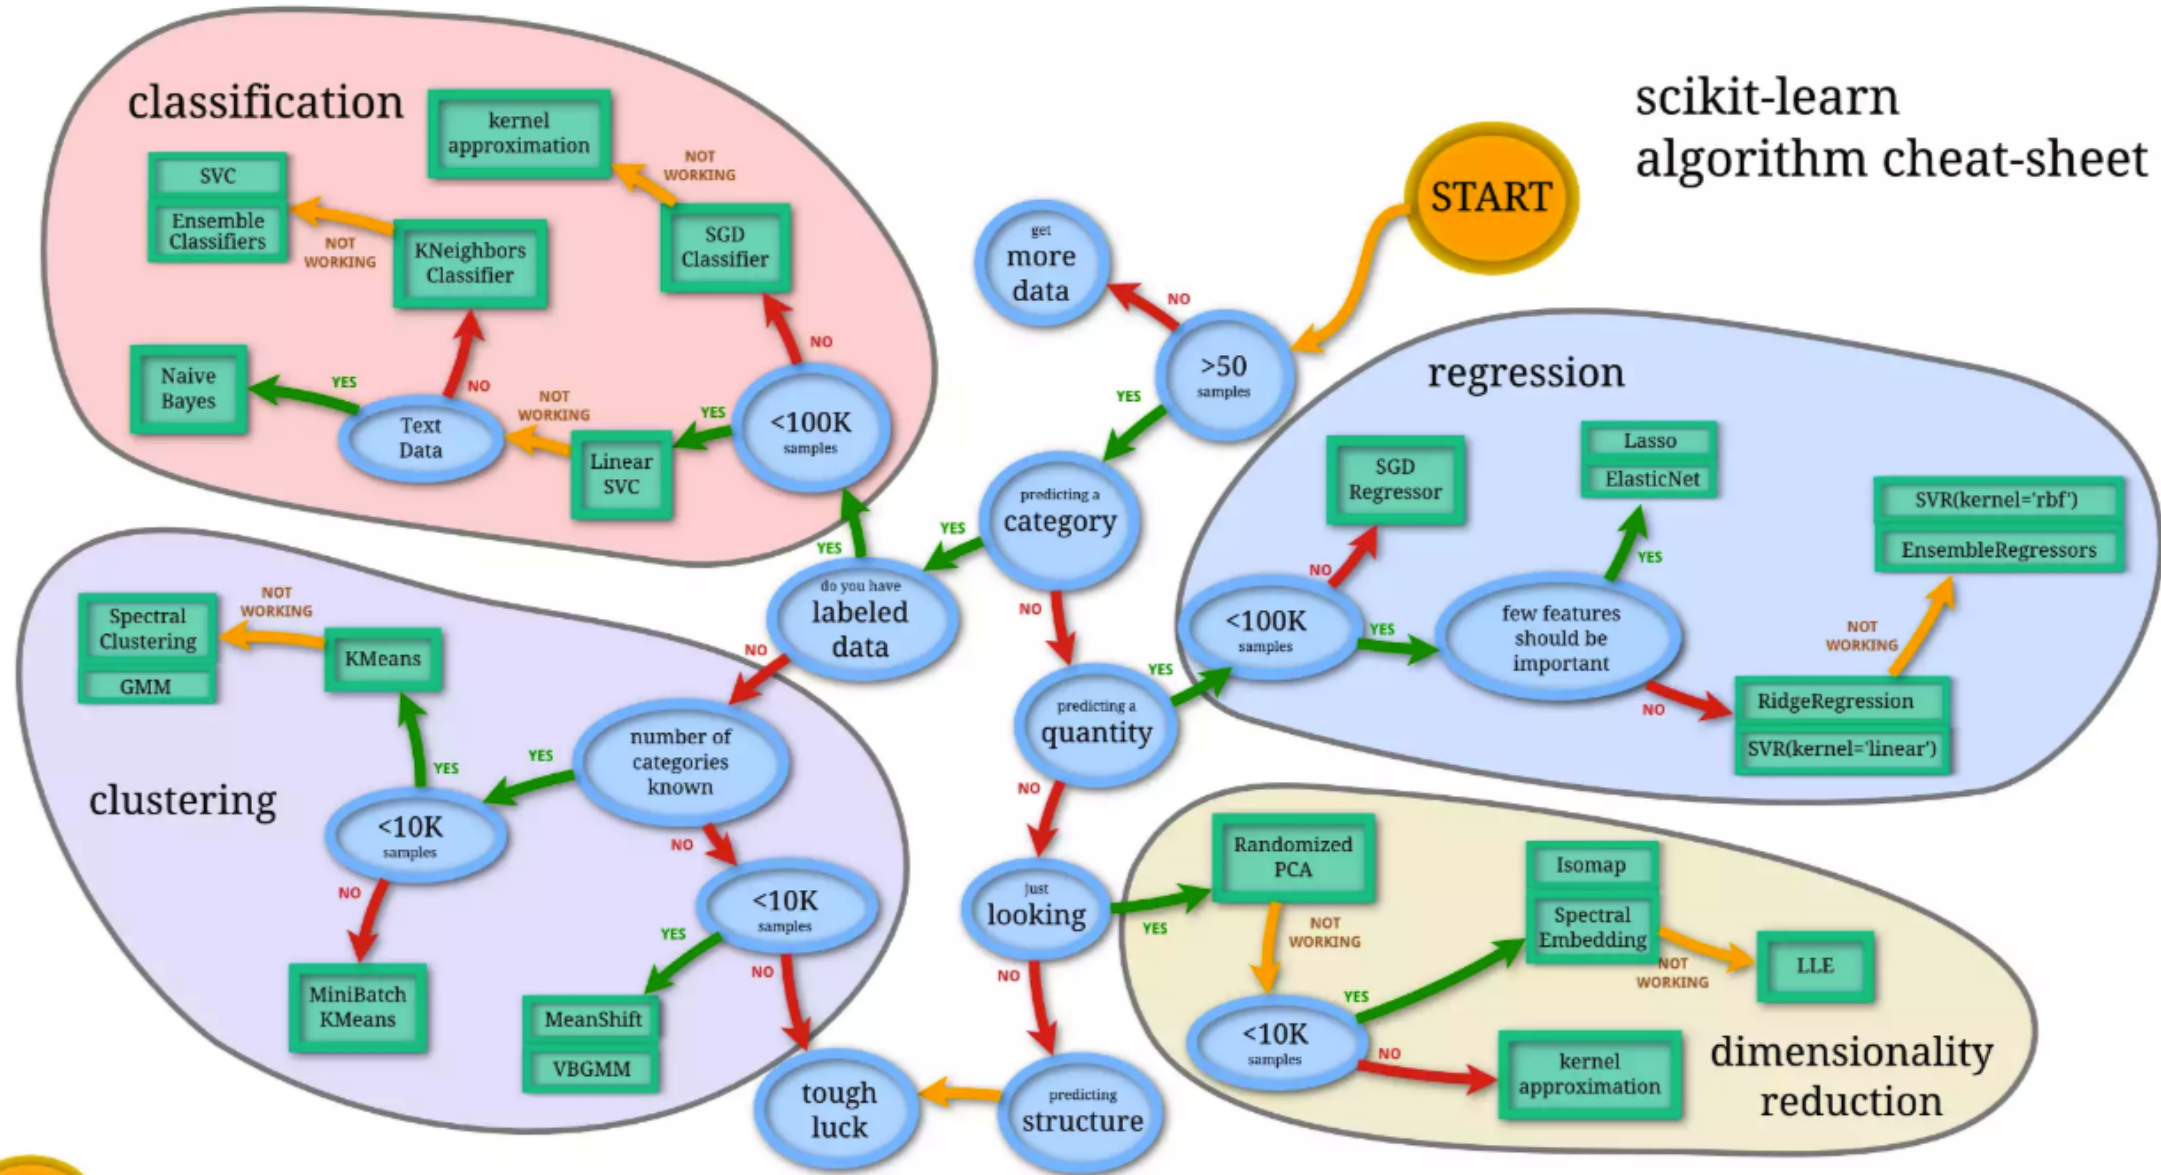 scikit-learn
algorithm cheat-sheet
START
classification
kernel
approximation
NOT
WORKING
SVC
Ensemble
Classifiers
NOT
WORKING
KNeighbors
Classifier
SGD
Classifier
NO
Naive
Bayes
YES
Text
Data
NO
NOT
WORKING
Linear
SVC
YES
<100K
samples
YES
get
more
data
NO
>50
samples
YES
predicting a
category
YES
NO
do you have
labeled
data
NO
predicting a
quantity
YES
NO
just
looking
YES
NO
predicting
structure
tough
luck
regression
SGD
Regressor
NO
<100K
samples
YES
Lasso
ElasticNet
YES
few features
should be
important
NO
SVR(kernel='rbf')
EnsembleRegressors
NOT
WORKING
RidgeRegression
SVR(kernel='linear')
clustering
Spectral
Clustering
GMM
NOT
WORKING
KMeans
YES
<10K
samples
NO
MiniBatch
KMeans
number of
categories
known
YES
NO
<10K
samples
YES
NO
MeanShift
VBGMM
Randomized
PCA
NOT
WORKING
<10K
samples
YES
NO
Isomap
Spectral
Embedding
NOT
WORKING
LLE
kernel
approximation
dimensionality
reduction